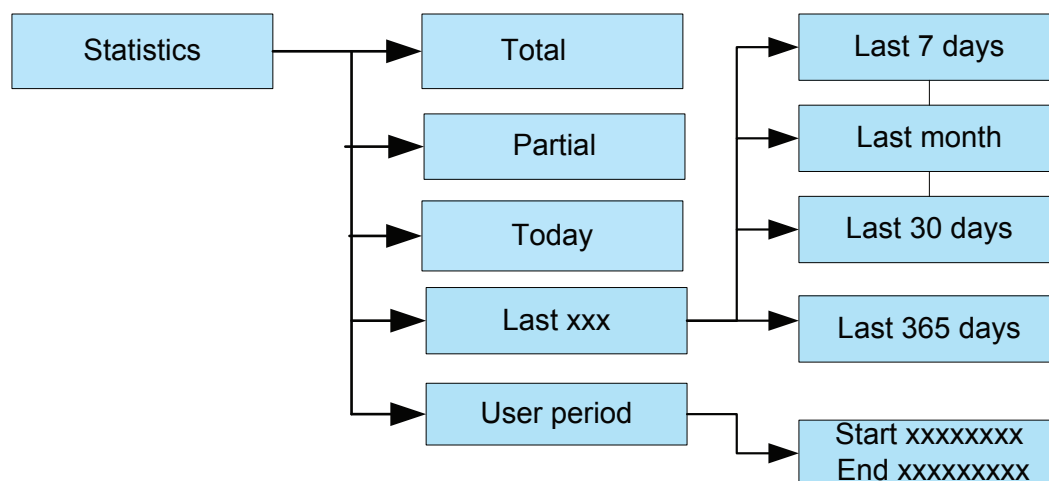 Statistics
Total
Partial
Today
Last xxx
User period
Last 7 days
Last month
Last 30 days
Last 365 days
Start xxxxxxxx
End xxxxxxxxx